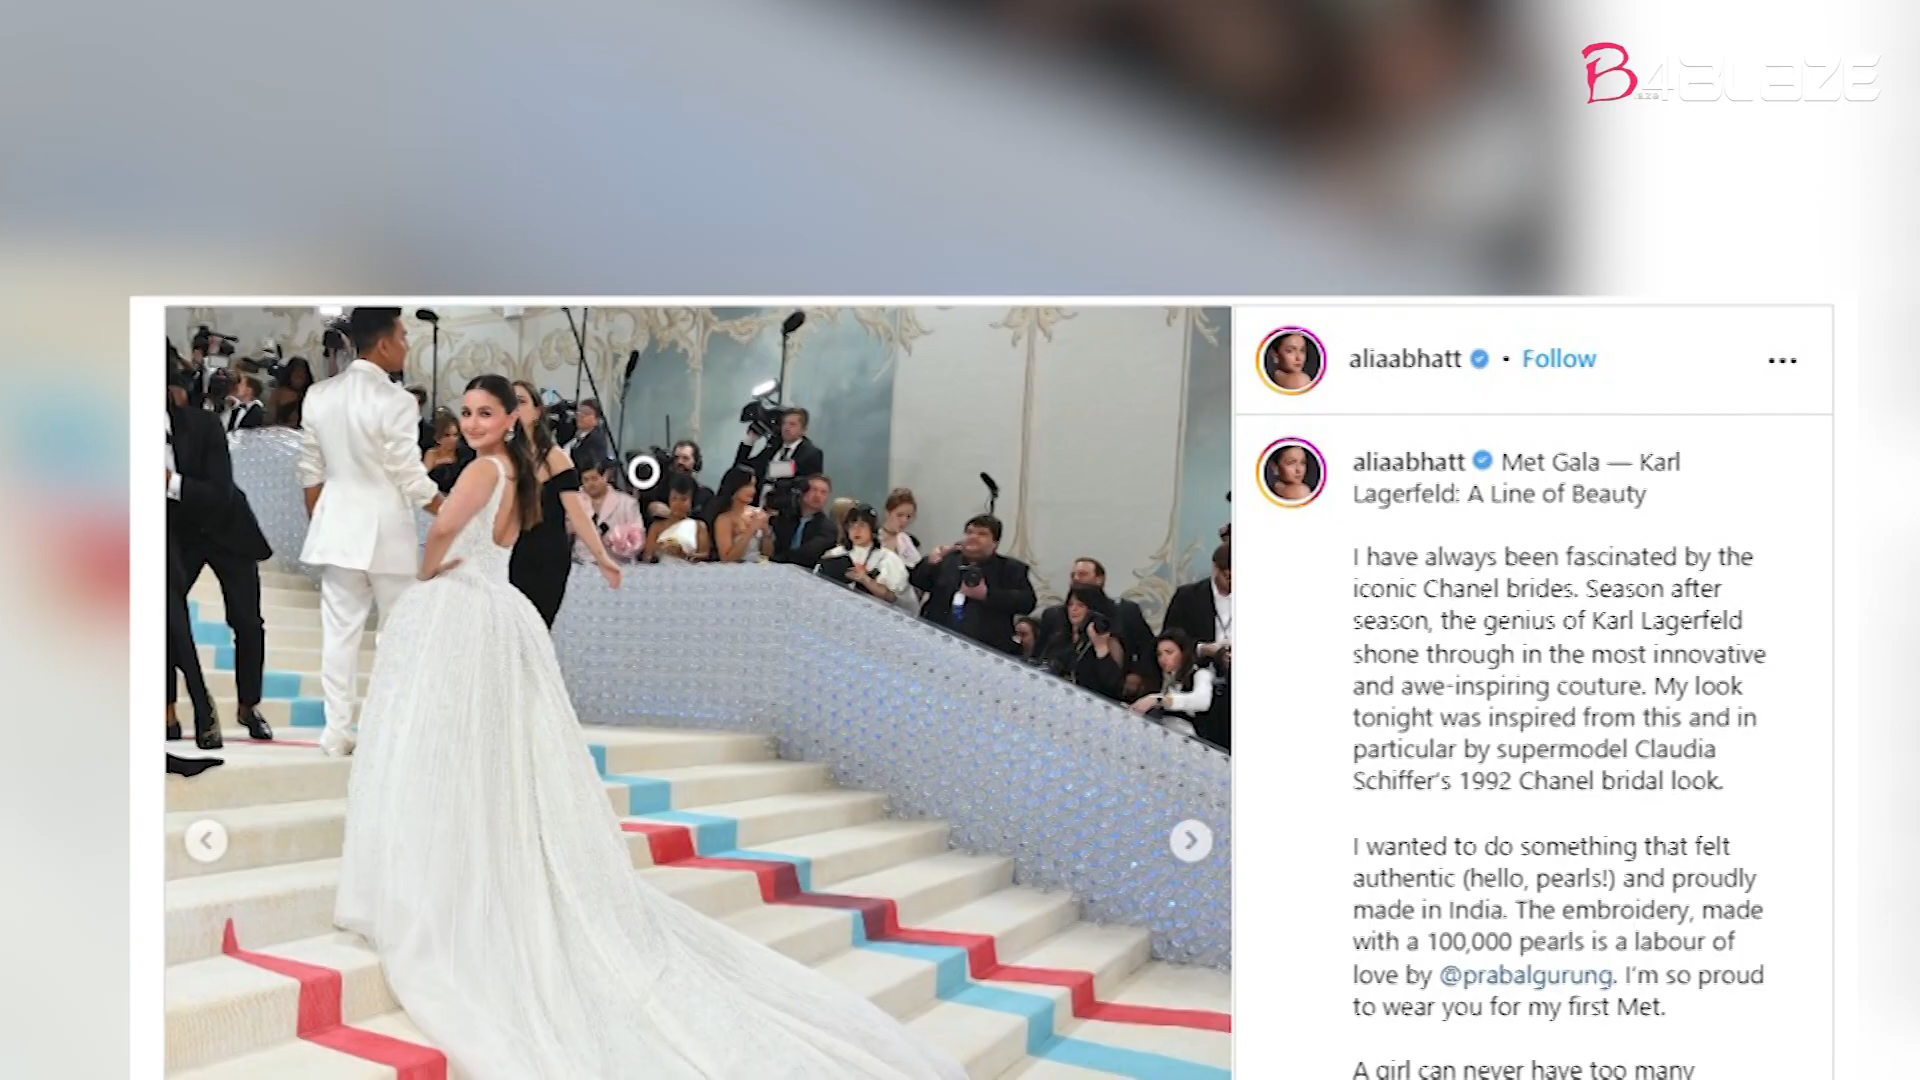 B4BLAZE
aliaabhatt • Follow
aliaabhatt Met Gala — Karl
Lagerfeld: A Line of Beauty
I have always been fascinated by the
iconic Chanel brides. Season after
season, the genius of Karl Lagerfeld
shone through in the most innovative
and awe-inspiring couture. My look
tonight was inspired from this and in
particular by supermodel Claudia
Schiffer's 1992 Chanel bridal look.
I wanted to do something that felt
authentic (hello, pearls!) and proudly
made in India. The embroidery, made
with a 100,000 pearls is a labour of
love by @prabalgurung. I'm so proud
to wear you for my first Met.
A girl can never have too many